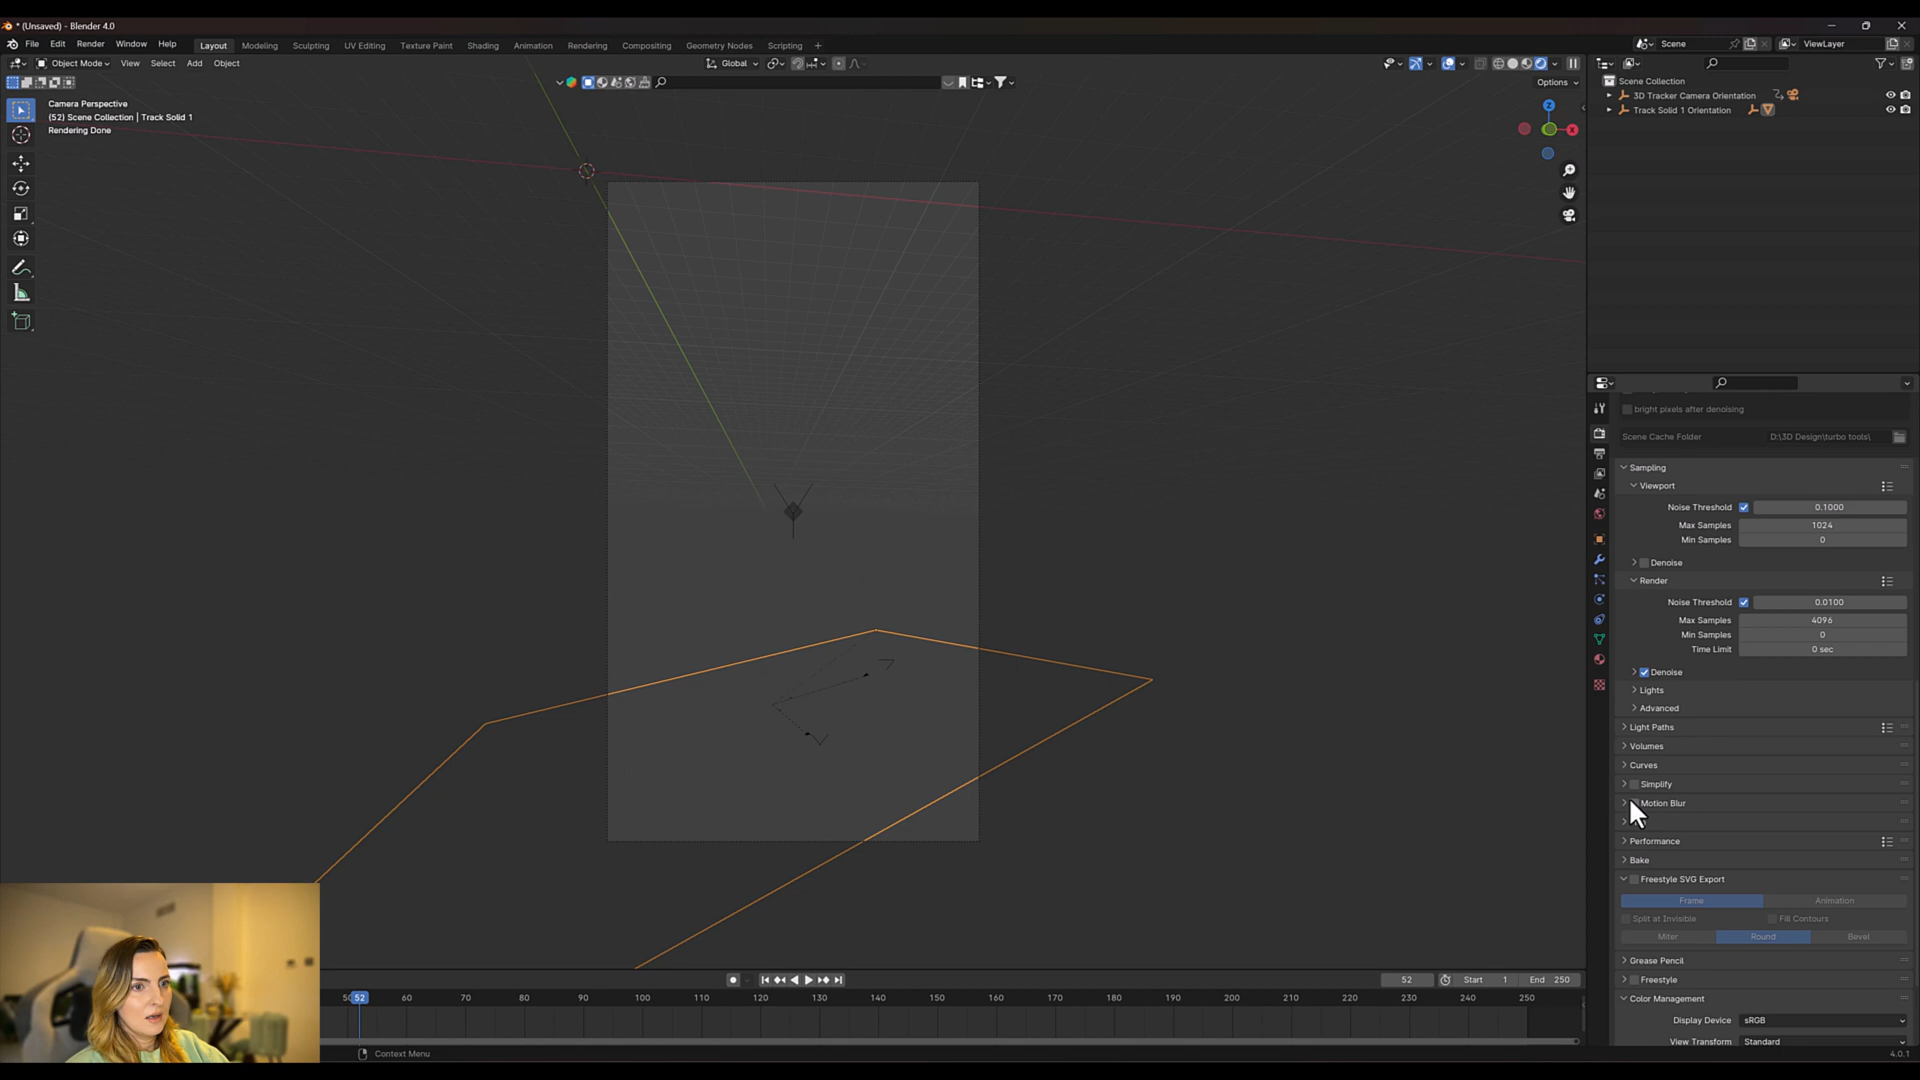 * (Unsaved) - Blender 4.0
File Edit Render Window Help Layout Modeling Sculpting UV Editing Texture Paint Shading Animation Rendering Compositing Geometry Nodes Scripting + Scene ViewLayer
Object Mode View Select Add Object Global
Options
Camera Perspective
(52) Scene Collection | Track Solid 1
Rendering Done
Z
X
Scene Collection
3D Tracker Camera Orientation
Track Solid 1 Orientation
bright pixels after denoising
Scene Cache Folder D:\3D Design\turbo tools\
Sampling
Viewport
Noise Threshold 0.1000
Max Samples 1024
Min Samples 0
Denoise
Render
Noise Threshold 0.0100
Max Samples 4096
Min Samples 0
Time Limit 0 sec
Denoise
Lights
Advanced
Light Paths
Volumes
Curves
Simplify
Motion Blur
Performance
Bake
Freestyle SVG Export
Frame Animation
Split at Invisible Fill Contours
Miter Round Bevel
Grease Pencil
Freestyle
Color Management
Display Device sRGB
View Transform Standard
52 Start 1 End 250
50 52 60 70 80 90 100 110 120 130 140 150 160 170 180 190 200 210 220 230 240 250
Context Menu
4.0.1